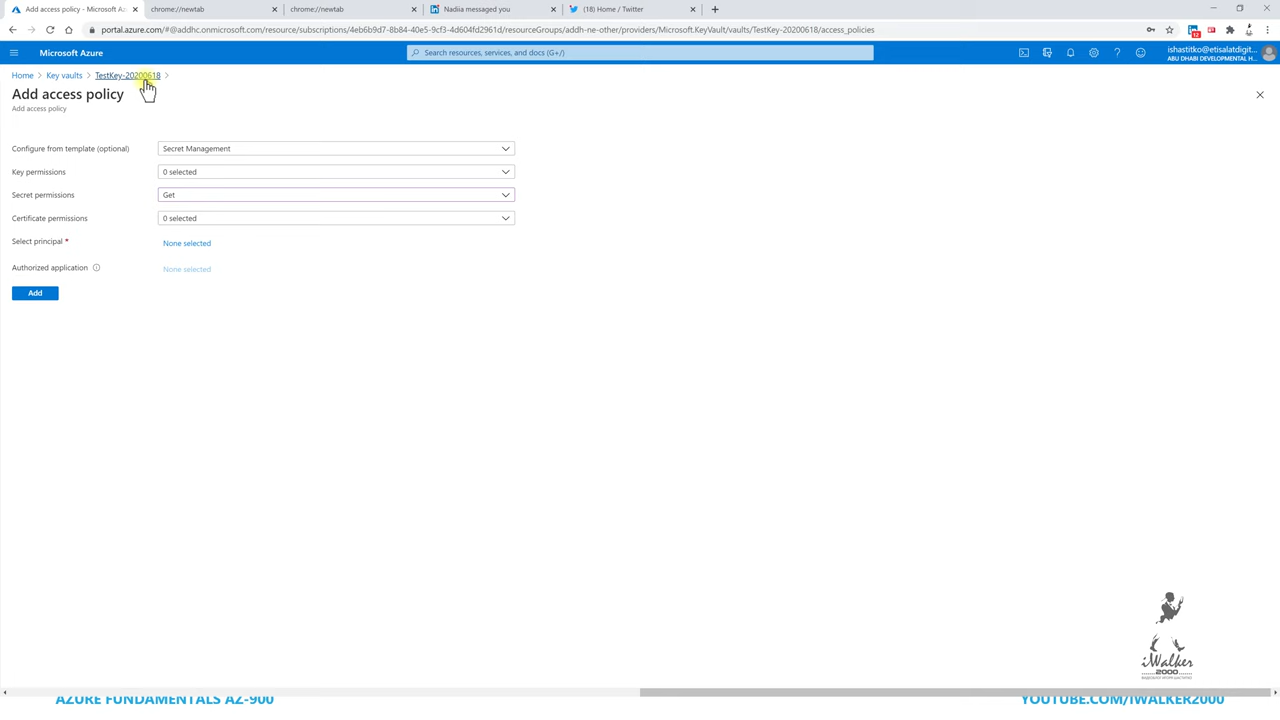 Add access policy - Microsoft Az
chrome://newtab
chrome://newtab
Nadiia messaged you
(18) Home / Twitter
portal.azure.com/#@addhc.onmicrosoft.com/resource/subscriptions/4eb6b9d7-8b84-40e5-9cf3-4d604fd2961d/resourceGroups/addh-ne-other/providers/Microsoft.KeyVault/vaults/TestKey-20200618/access_policies
12
Microsoft Azure
Search resources, services, and docs (G+/)
ishastitko@etisalatdigit...
ABU DHABI DEVELOPMENTAL H...
Home > Key vaults > TestKey-20200618 >
Add access policy
Add access policy
Configure from template (optional)
Secret Management
Key permissions
0 selected
Secret permissions
Get
Certificate permissions
0 selected
Select principal *
None selected
Authorized application
None selected
Add
iWalker
2000
AZURE FUNDAMENTALS AZ-900
YOUTUBE.COM/IWALKER2000